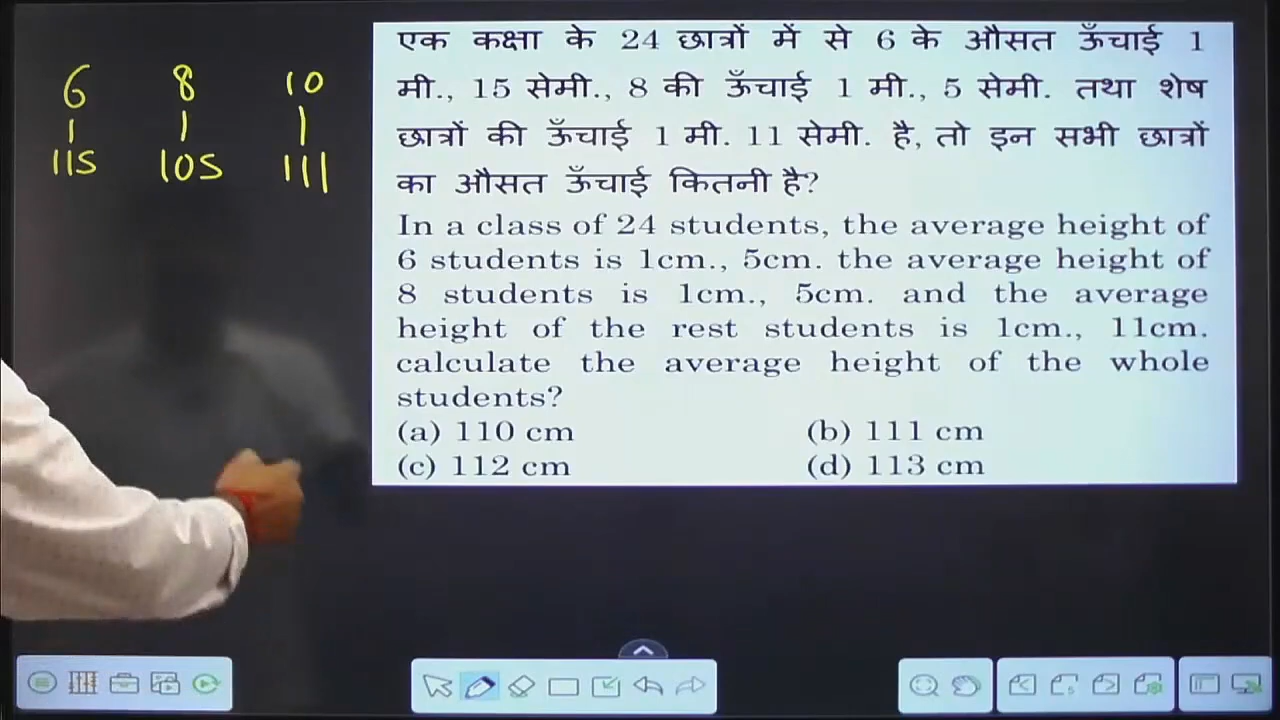 6 8 10
115 105 111
एक कक्षा के 24 छात्रों में से 6 के औसत ऊँचाई 1
मी., 15 सेमी., 8 की ऊँचाई 1 मी., 5 सेमी. तथा शेष
छात्रों की ऊँचाई 1 मी. 11 सेमी. है, तो इन सभी छात्रों
का औसत ऊँचाई कितनी है?
In a class of 24 students, the average height of
6 students is 1cm., 5cm. the average height of
8 students is 1cm., 5cm. and the average
height of the rest students is 1cm., 11cm.
calculate the average height of the whole
students?
(a) 110 cm (b) 111 cm
(c) 112 cm (d) 113 cm